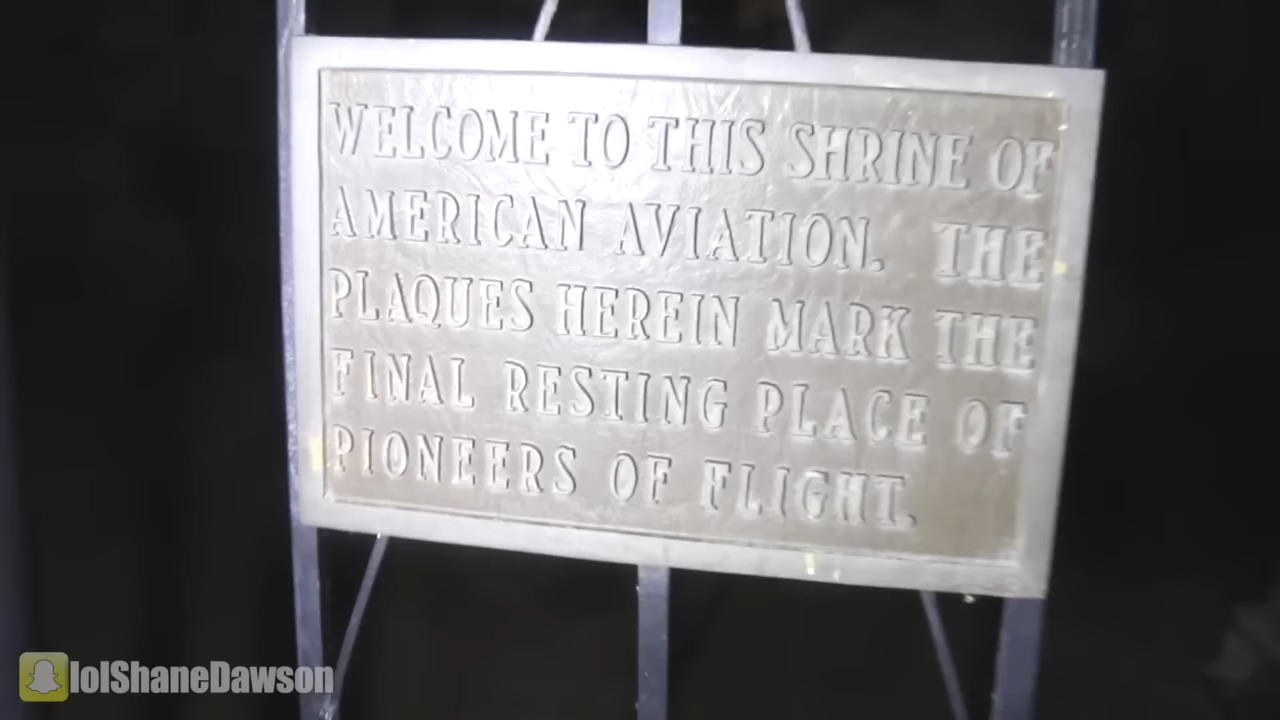 WELCOME TO THIS SHRINE OF
AMERICAN AVIATION. THE
PLAQUES HEREIN MARK THE
FINAL RESTING PLACE OF
PIONEERS OF FLIGHT.
lolShaneDawson